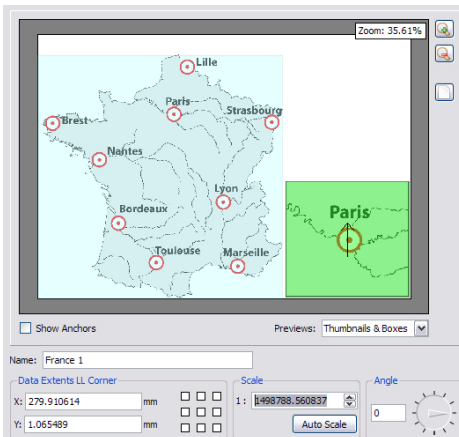 Zoom: 35.61%
Lille
Paris
Strasbourg
Brest
Nantes
Lyon
Paris
Bordeaux
Toulouse
Marseille
Show Anchors
Previews: Thumbnails & Boxes
Name: France 1
Data Extents LL Corner
Scale
Angle
X: 279.910614 mm
1: 1498788.560837
0
Y: 1.065489 mm
Auto Scale